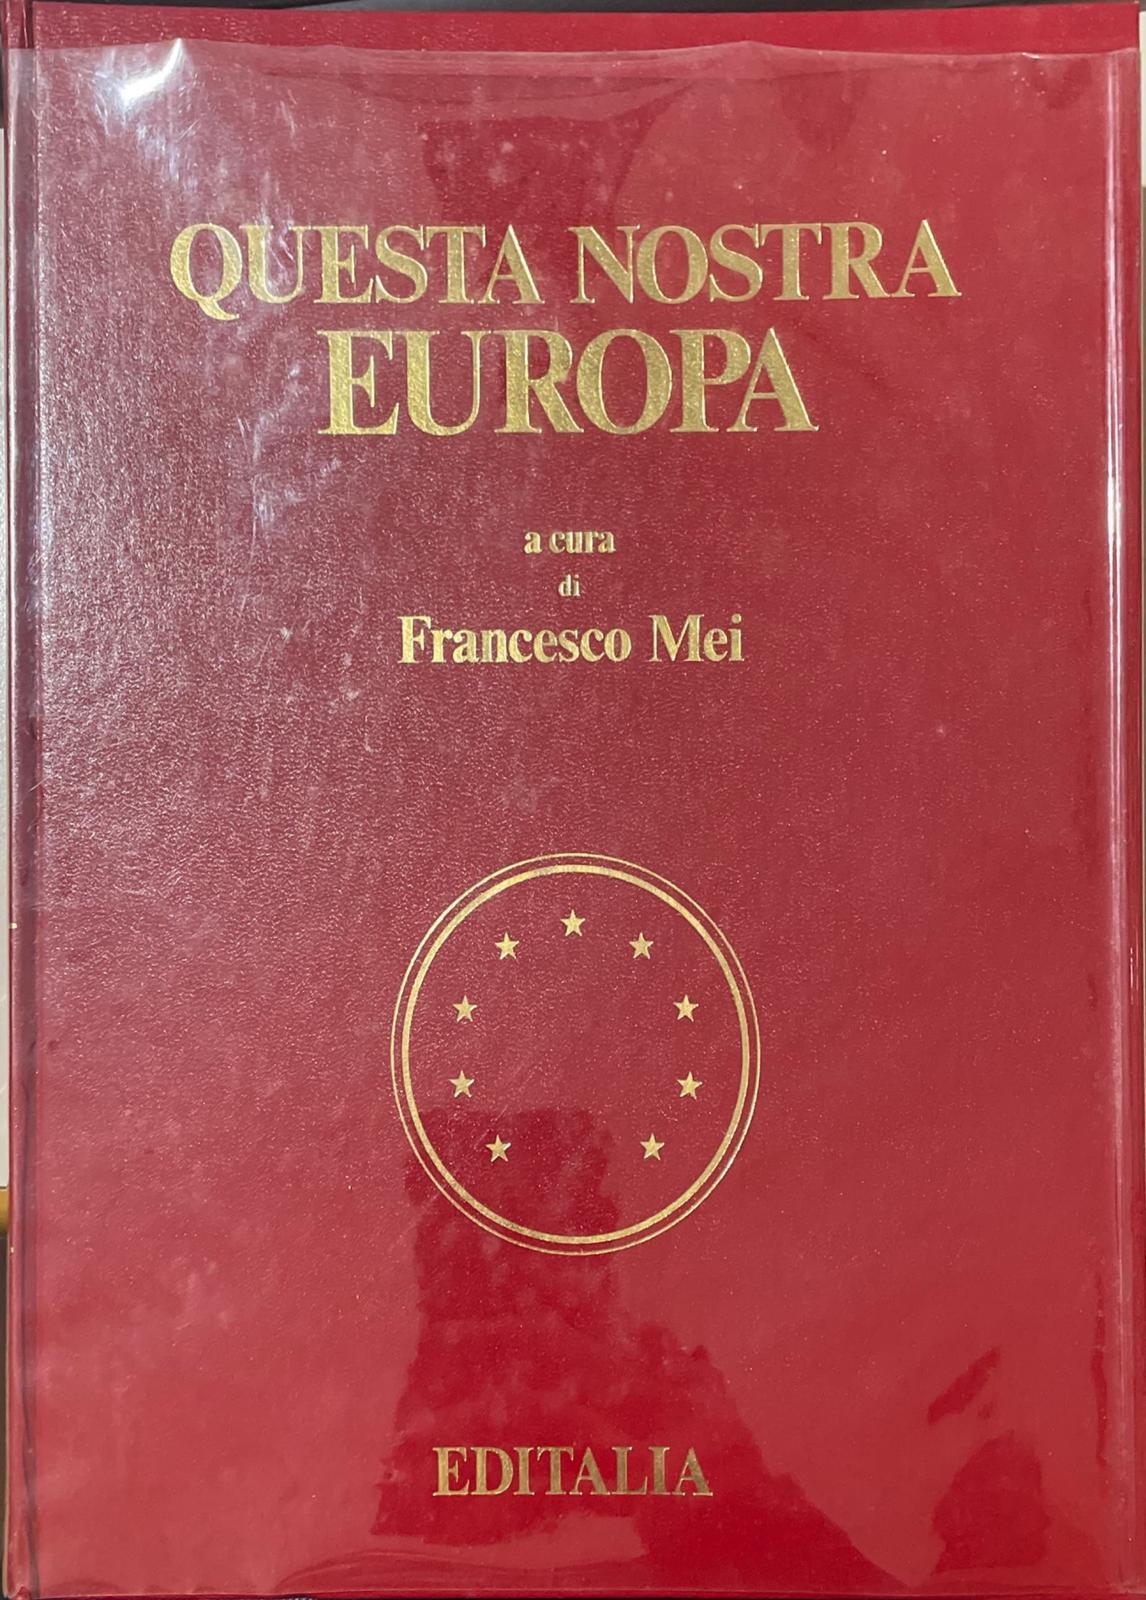 QUESTA NOSTRA
EUROPA
a cura
di
Francesco Mei
EDITALIA